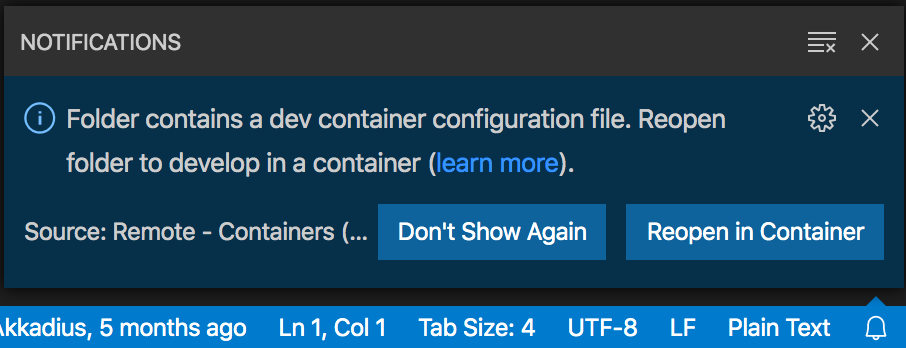 NOTIFICATIONS
Folder contains a dev container configuration file. Reopen
folder to develop in a container (learn more).
Source: Remote - Containers (... Don't Show Again Reopen in Container
Akkadius, 5 months ago Ln 1, Col 1 Tab Size: 4 UTF-8 LF Plain Text